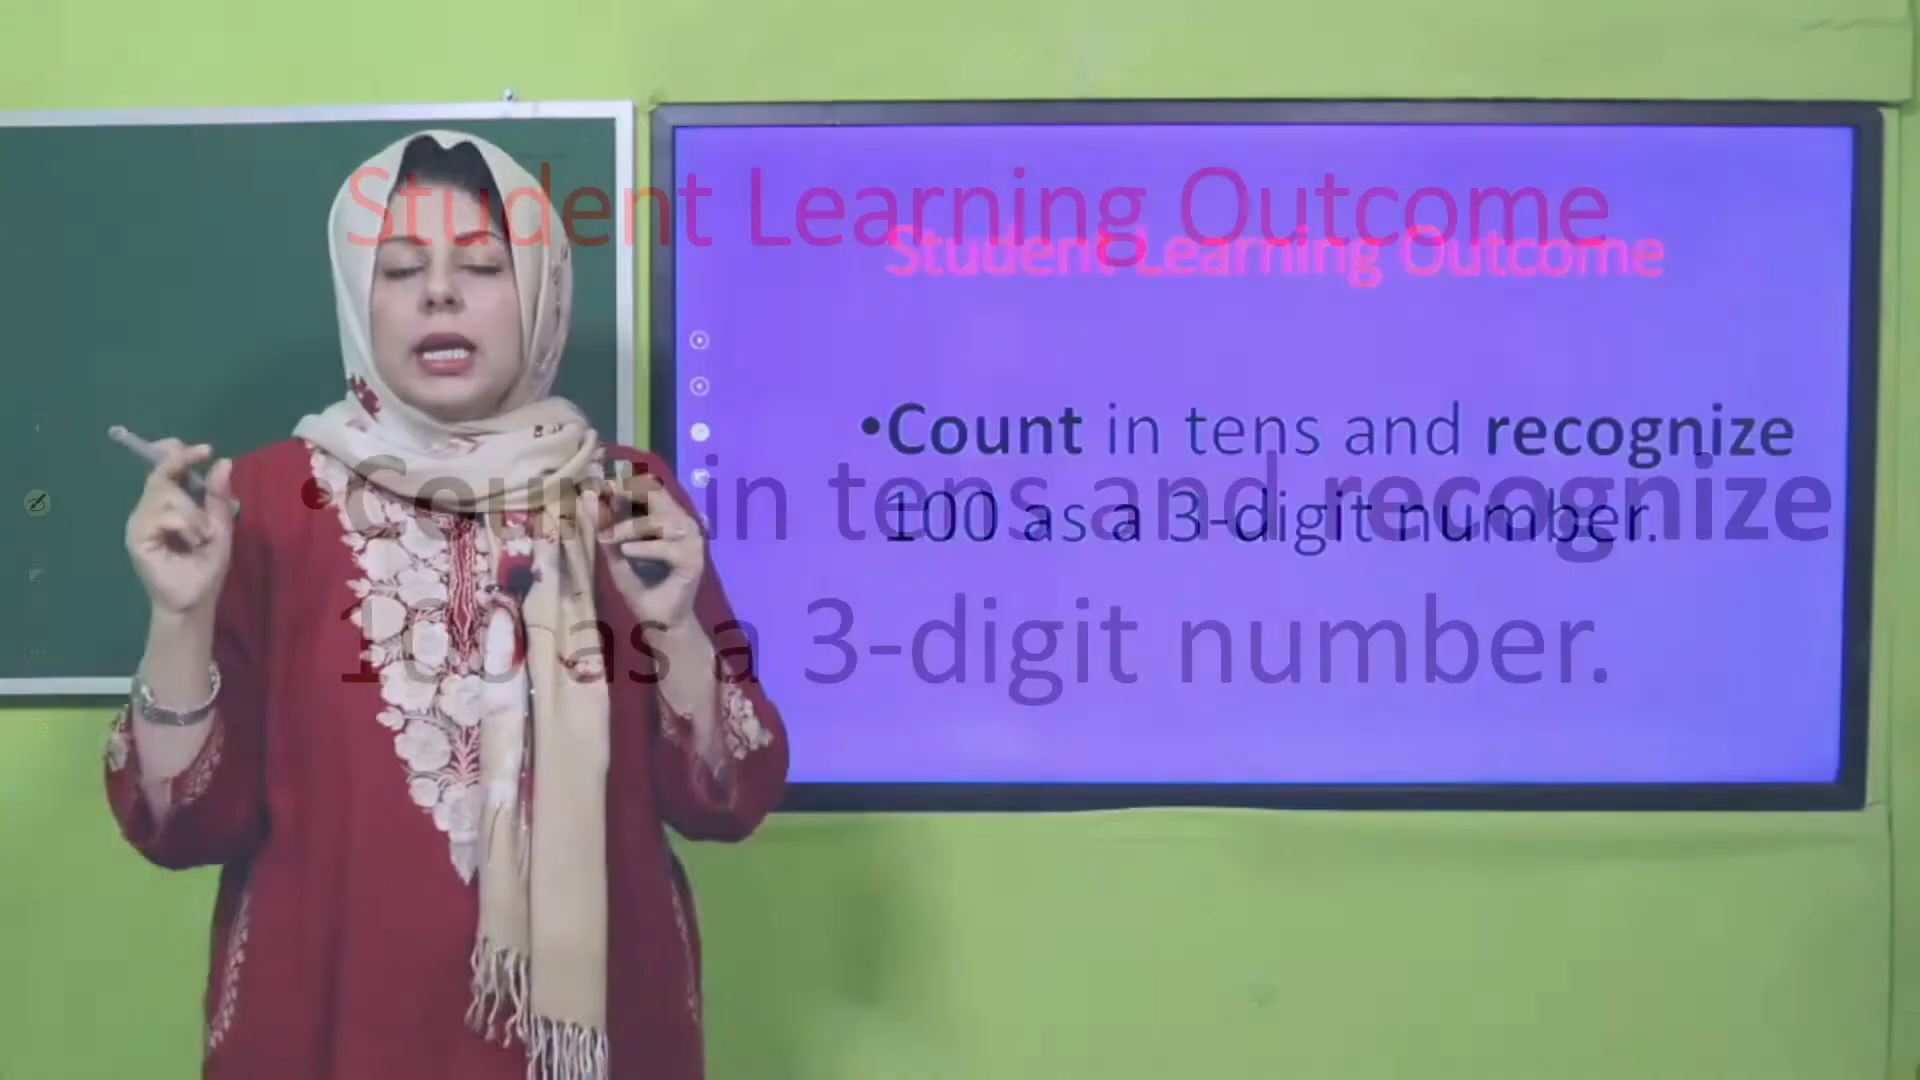 Student Learning Outcome
Student Learning Outcome
•Count in tens and recognize
100 as a 3-digit number.
•Count in tens and recognize
100 as a 3-digit number.